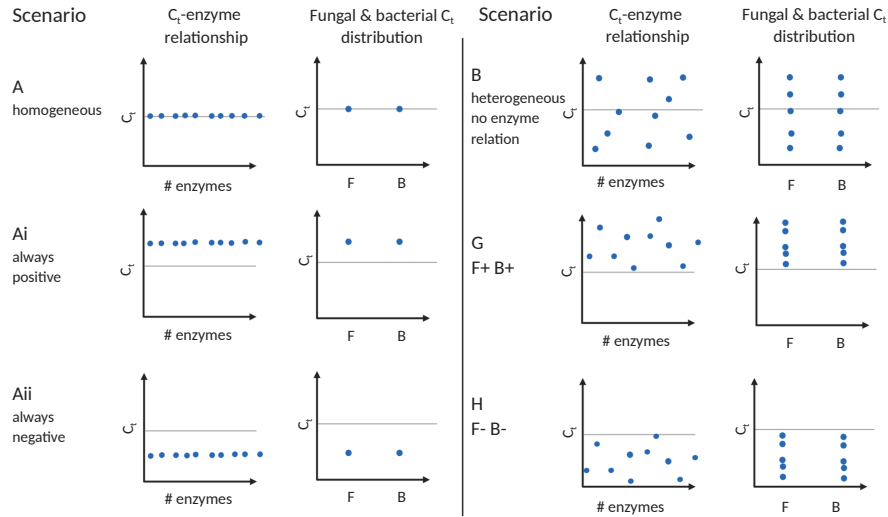 Scenario
Cₜ-enzyme
relationship
Fungal & bacterial Cₜ
distribution
Scenario
Cₜ-enzyme
relationship
Fungal & bacterial Cₜ
distribution
A
homogeneous
Cₜ
# enzymes
Cₜ
F B
B
heterogeneous
no enzyme
relation
Cₜ
# enzymes
Cₜ
F B
Ai
always
positive
Cₜ
# enzymes
Cₜ
F B
G
F+ B+
Cₜ
# enzymes
Cₜ
F B
Aii
always
negative
Cₜ
# enzymes
Cₜ
F B
H
F- B-
Cₜ
# enzymes
Cₜ
F B